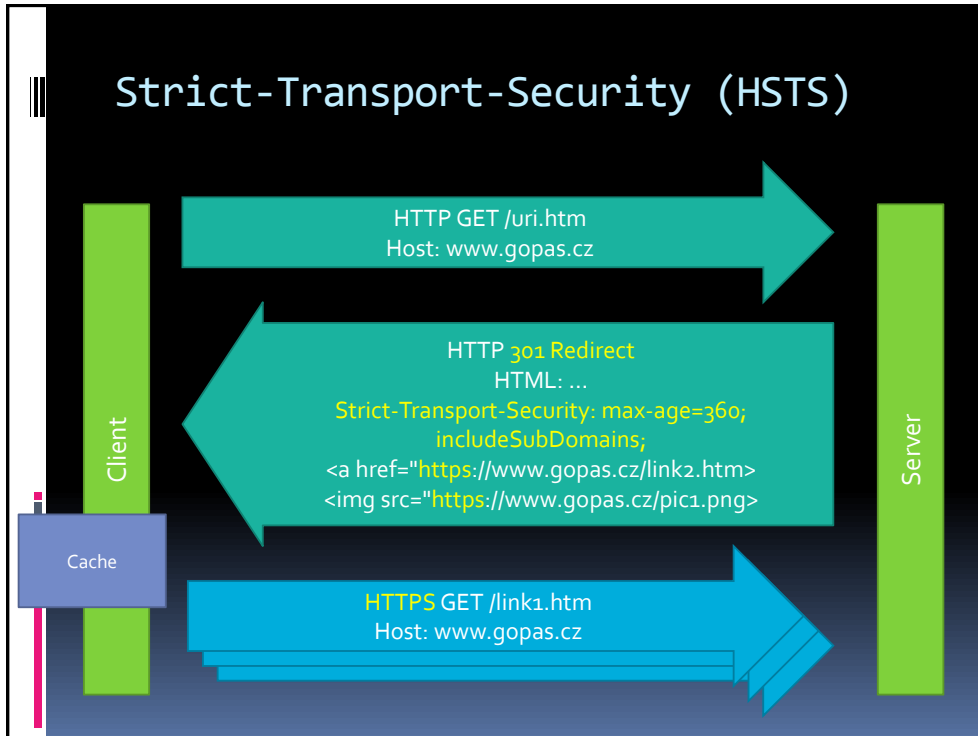 Strict-Transport-Security (HSTS)
HTTP GET /uri.htm
Host: www.gopas.cz
HTTP 301 Redirect
HTML: ...
Strict-Transport-Security: max-age=360;
includeSubDomains;
<a href="https://www.gopas.cz/link2.htm>
<img src="https://www.gopas.cz/pic1.png>
Client
Server
Cache
HTTPS GET /link1.htm
Host: www.gopas.cz